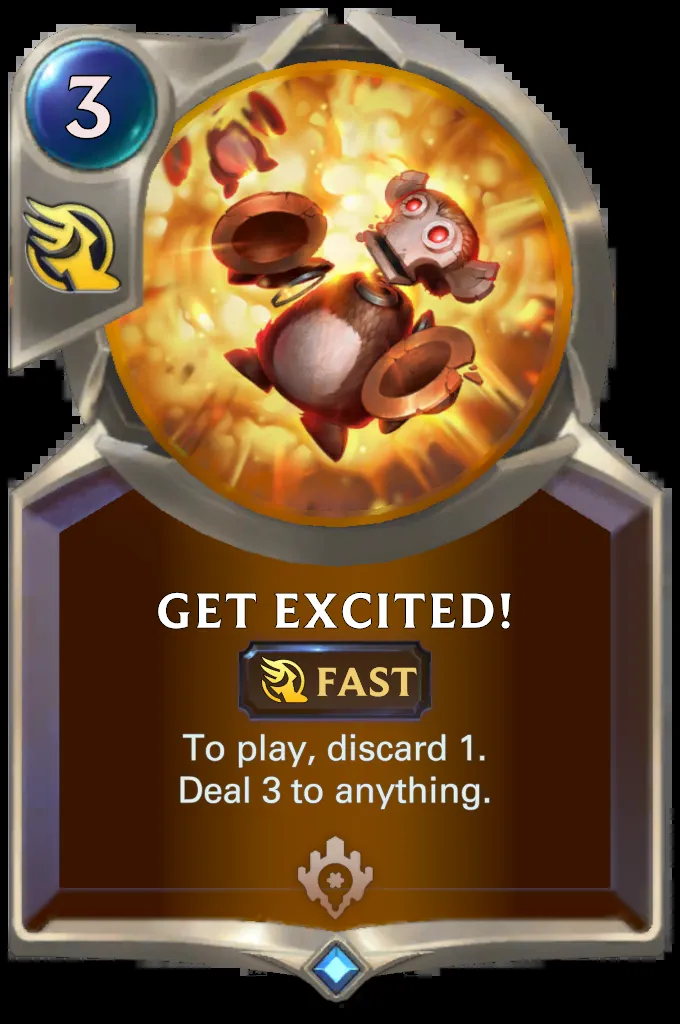 3
GET EXCITED!
FAST
To play, discard 1.
Deal 3 to anything.